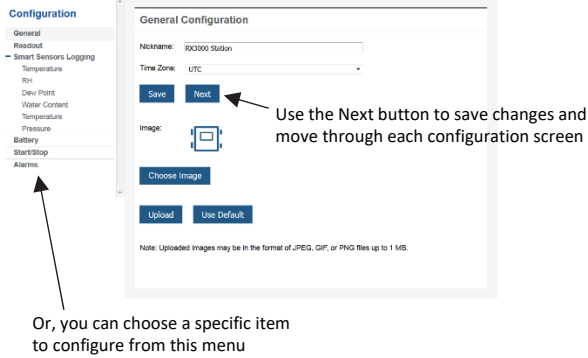 Configuration
General
Readout
Smart Sensors Logging
Temperature
RH
Dew Point
Water Content
Temperature
Pressure
Battery
Start/Stop
Alarms
General Configuration
Nickname: RX3000 Station
Time Zone: UTC
Save Next
Use the Next button to save changes and
move through each configuration screen
Image:
Choose Image
Upload Use Default
Note: Uploaded images may be in the format of JPEG, GIF, or PNG files up to 1 MB.
Or, you can choose a specific item
to configure from this menu